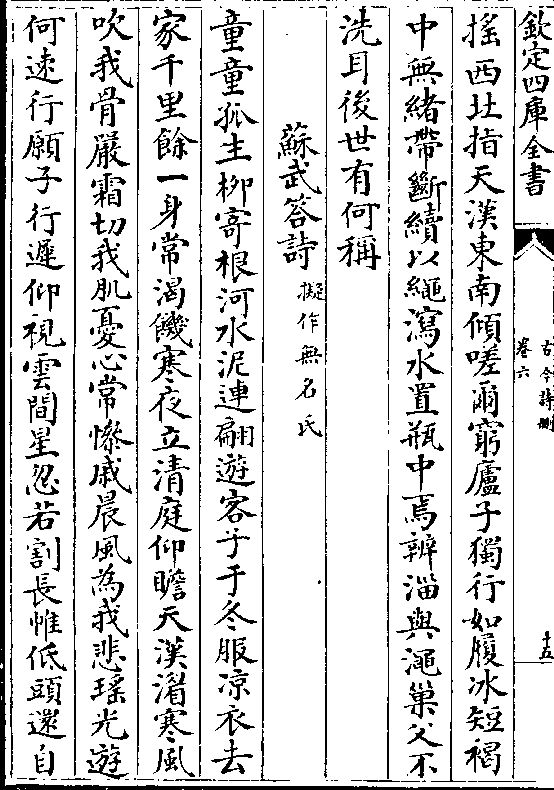 欽定四庫全書
古今詩刪
卷六
十五
揺西北指天漢東南傾嗟爾窮廬子獨行如履冰短褐
中無緒帶斷續以繩瀉水置瓶中焉辨淄與澠巢父不
洗耳後世有何稱
蘇武答詩擬作無名氏
童童孤生柳寄根河水泥連翩遊客子于冬服凉衣去
家千里餘一身常渴饑寒夜立清庭仰瞻天漢湄寒風
吹我骨嚴霜切我肌憂心常慘戚晨風為我悲瑶光遊
何速行願子行遲仰視雲間星忽若割長帷低頭還自